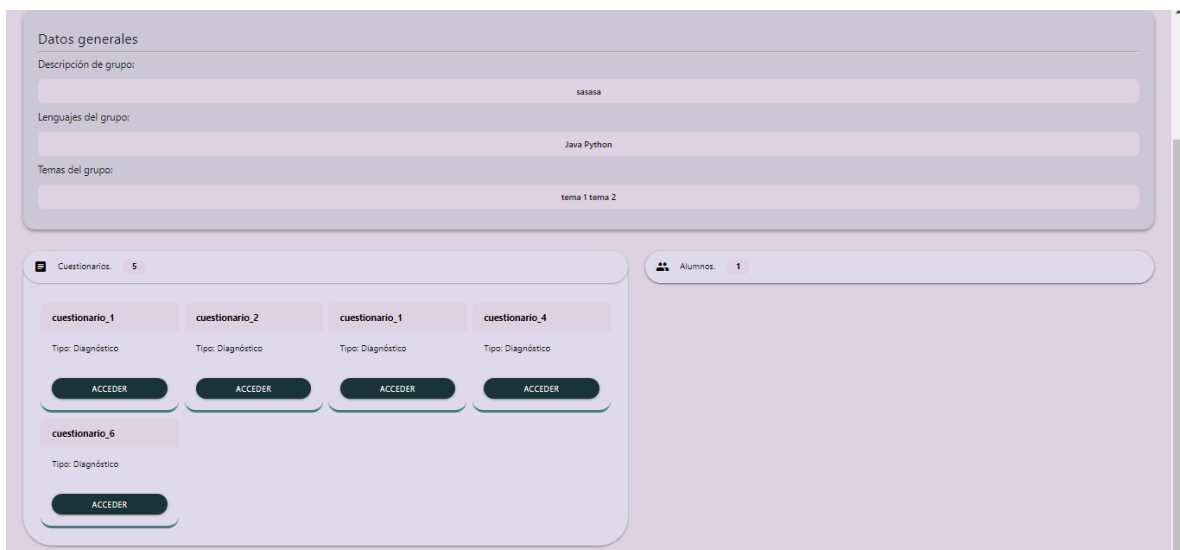 Datos generales
Descripción de grupo:
sasasa
Lenguajes del grupo:
Java Python
Temas del grupo:
tema 1 tema 2
Cuestionarios. 5
Alumnos. 1
cuestionario_1 cuestionario_2 cuestionario_1 cuestionario_4
Tipo: Diagnóstico Tipo: Diagnóstico Tipo: Diagnóstico Tipo: Diagnóstico
ACCEDER ACCEDER ACCEDER ACCEDER
cuestionario_6
Tipo: Diagnóstico
ACCEDER